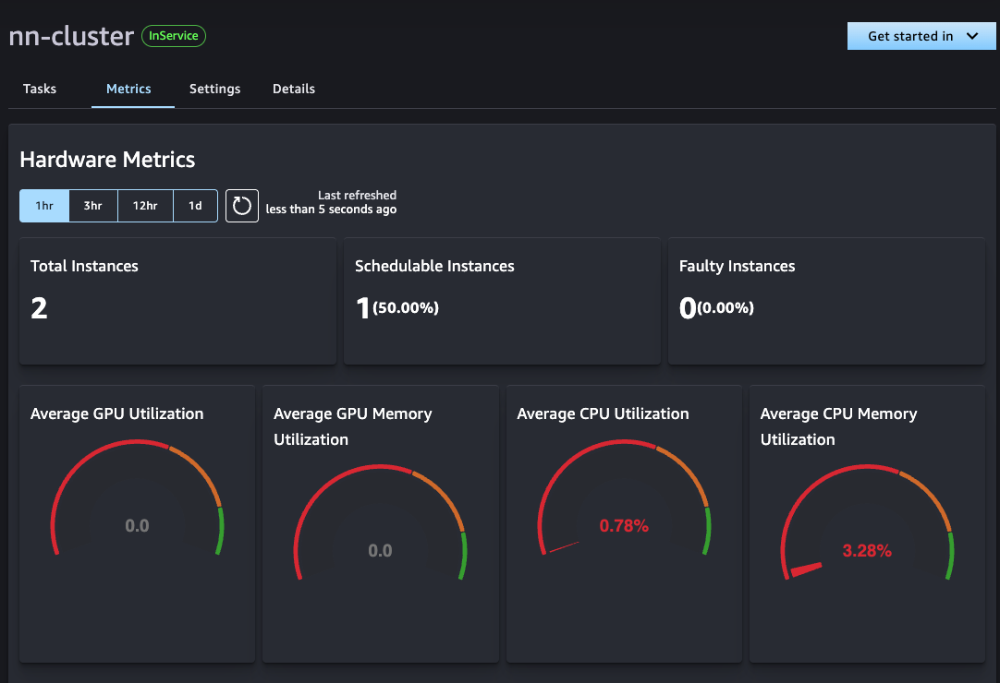 nn-cluster InService
Get started in
Tasks Metrics Settings Details
Hardware Metrics
1hr 3hr 12hr 1d
Last refreshed
less than 5 seconds ago
Total Instances
2
Schedulable Instances
1(50.00%)
Faulty Instances
0(0.00%)
Average GPU Utilization
0.0
Average GPU Memory
Utilization
0.0
Average CPU Utilization
0.78%
Average CPU Memory
Utilization
3.28%